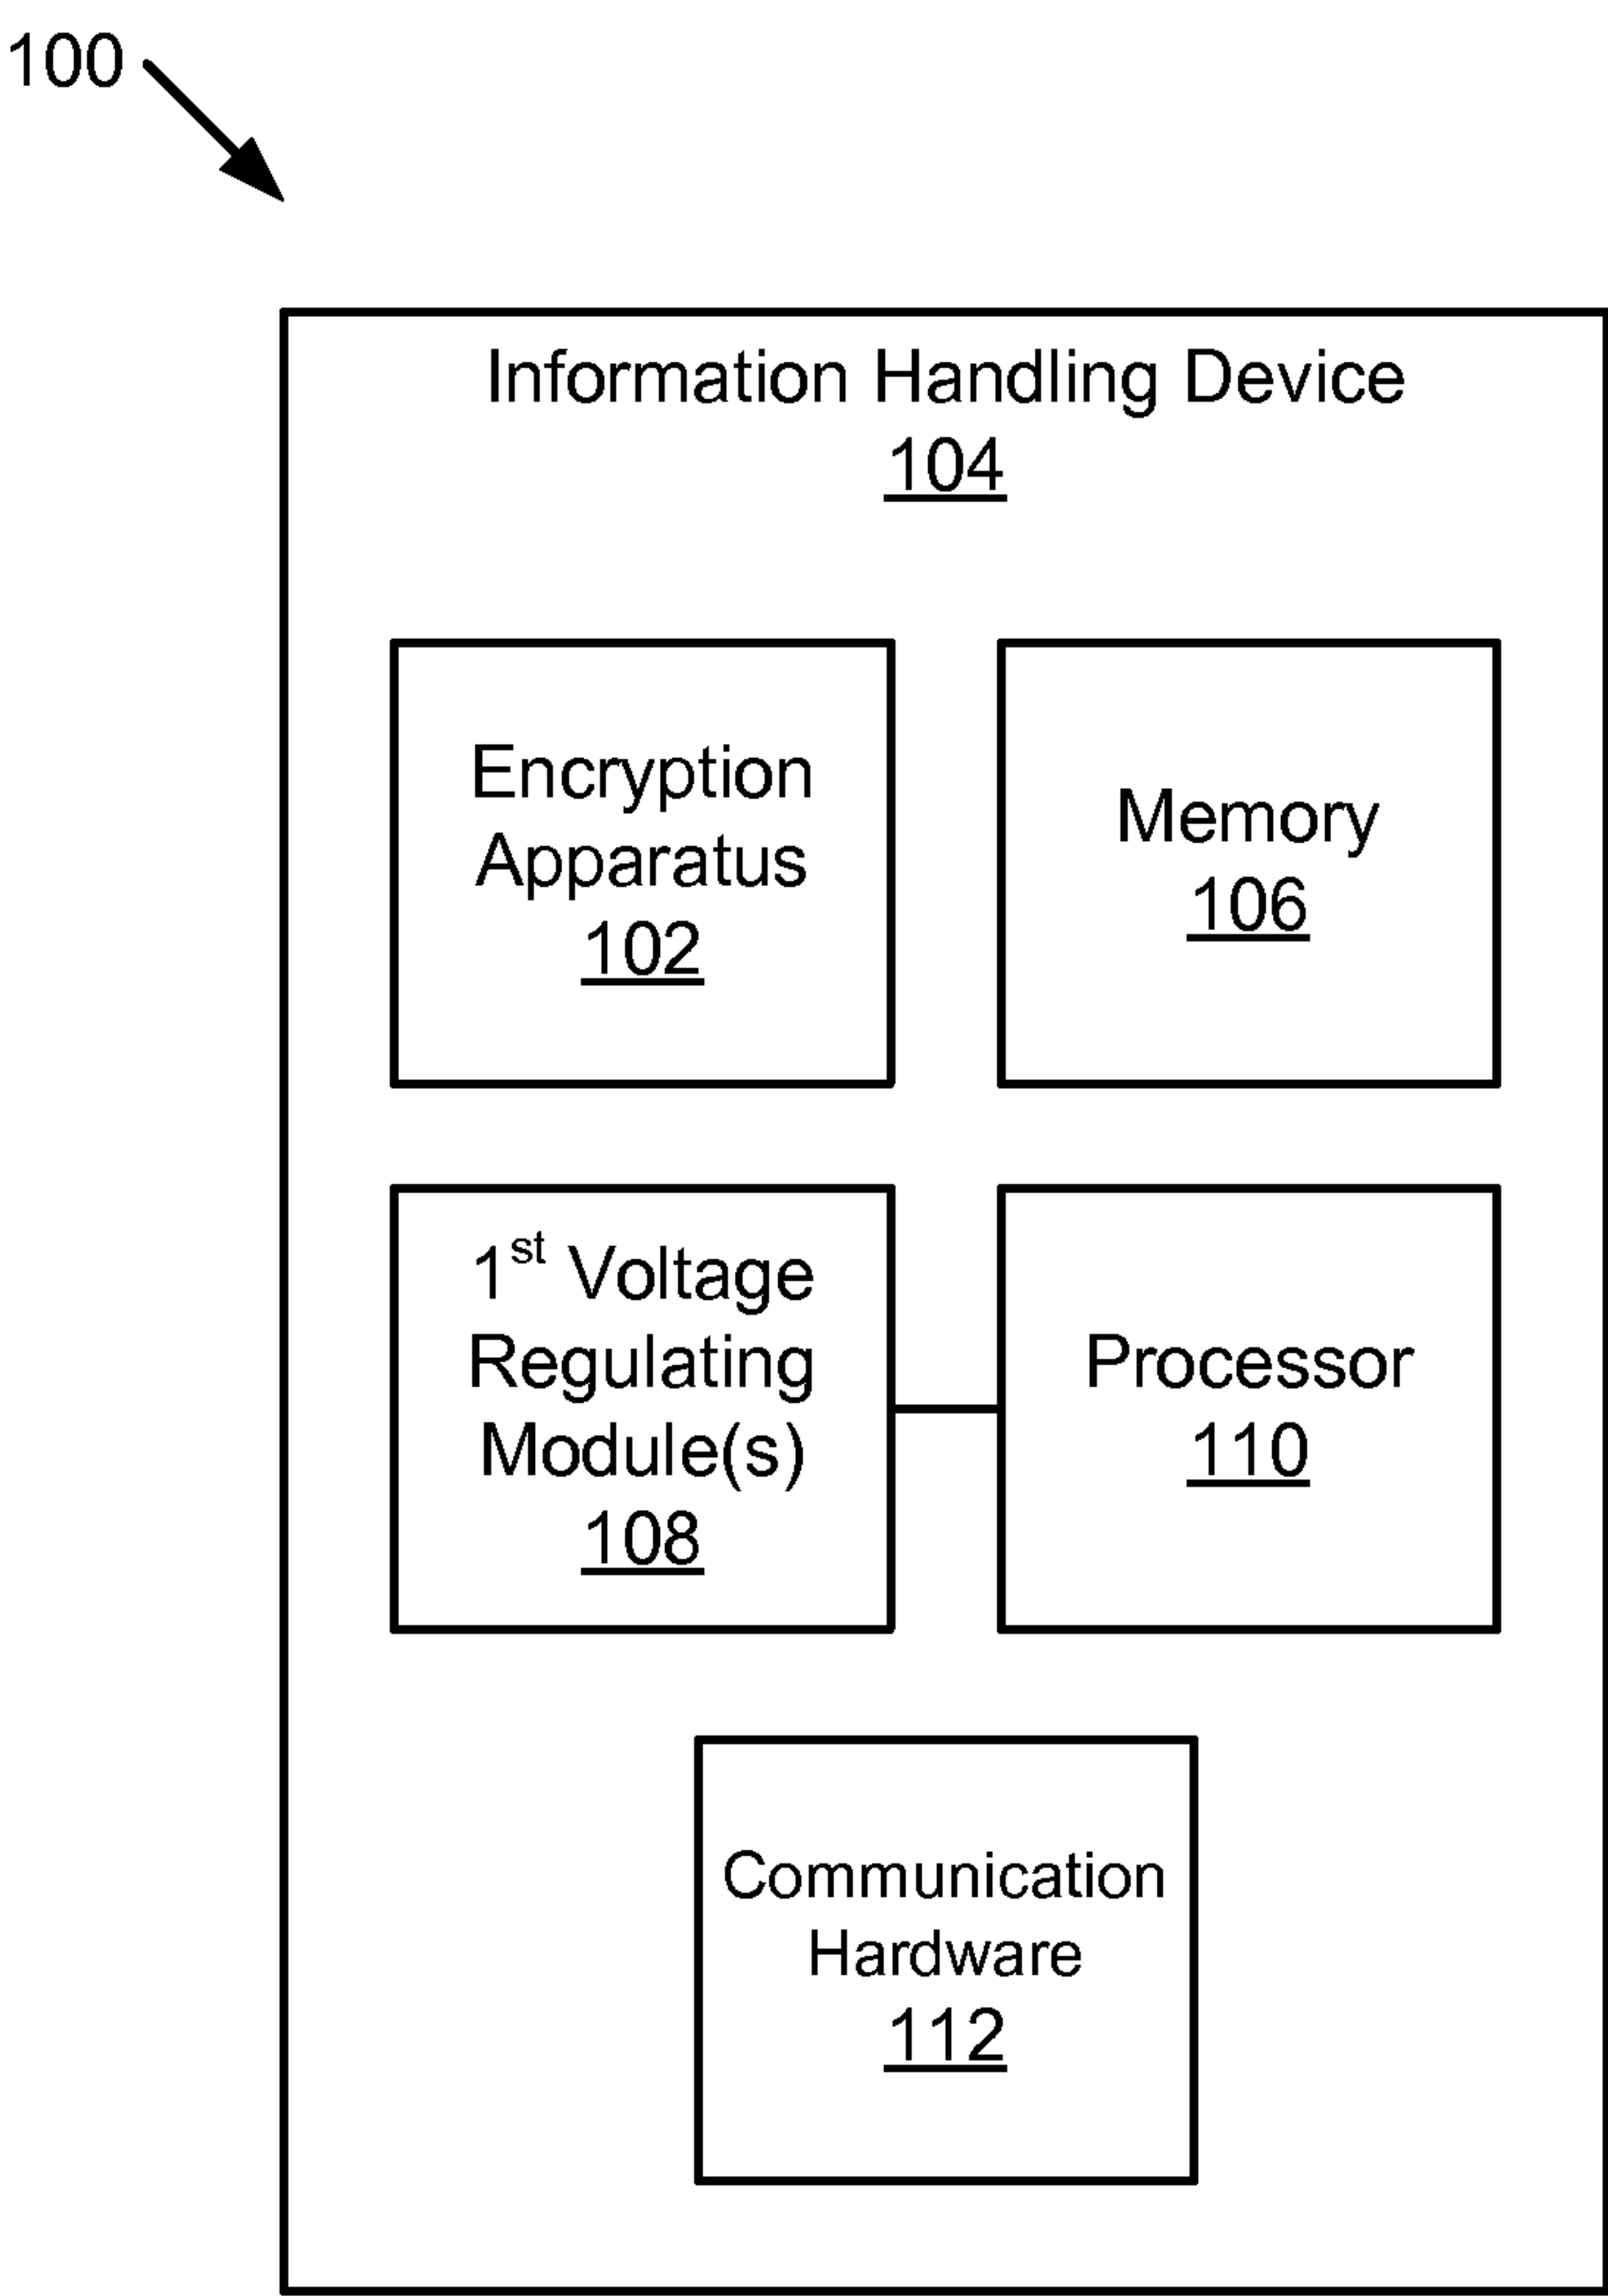 100
Information Handling Device
104
Encryption
Apparatus
102
Memory
106
1st Voltage
Regulating
Module(s)
108
Processor
110
Communication
Hardware
112